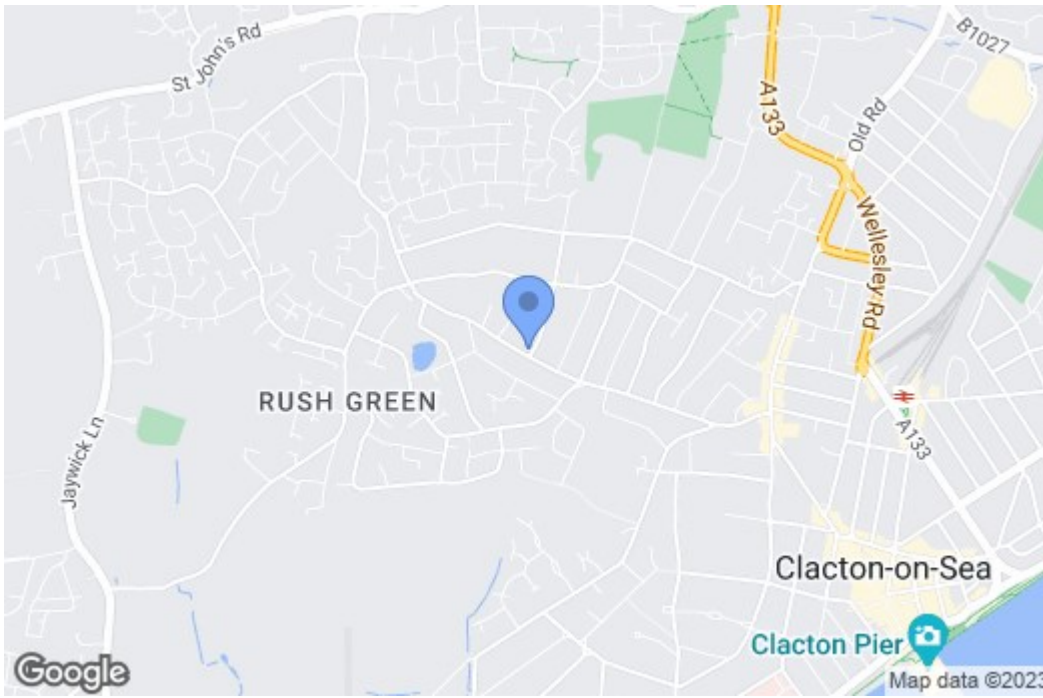 St John's Rd
B1027
A133
Old Rd
Wellesley Rd
RUSH GREEN
Jaywick Ln
A133
Clacton-on-Sea
Clacton Pier
Google
Map data ©2023